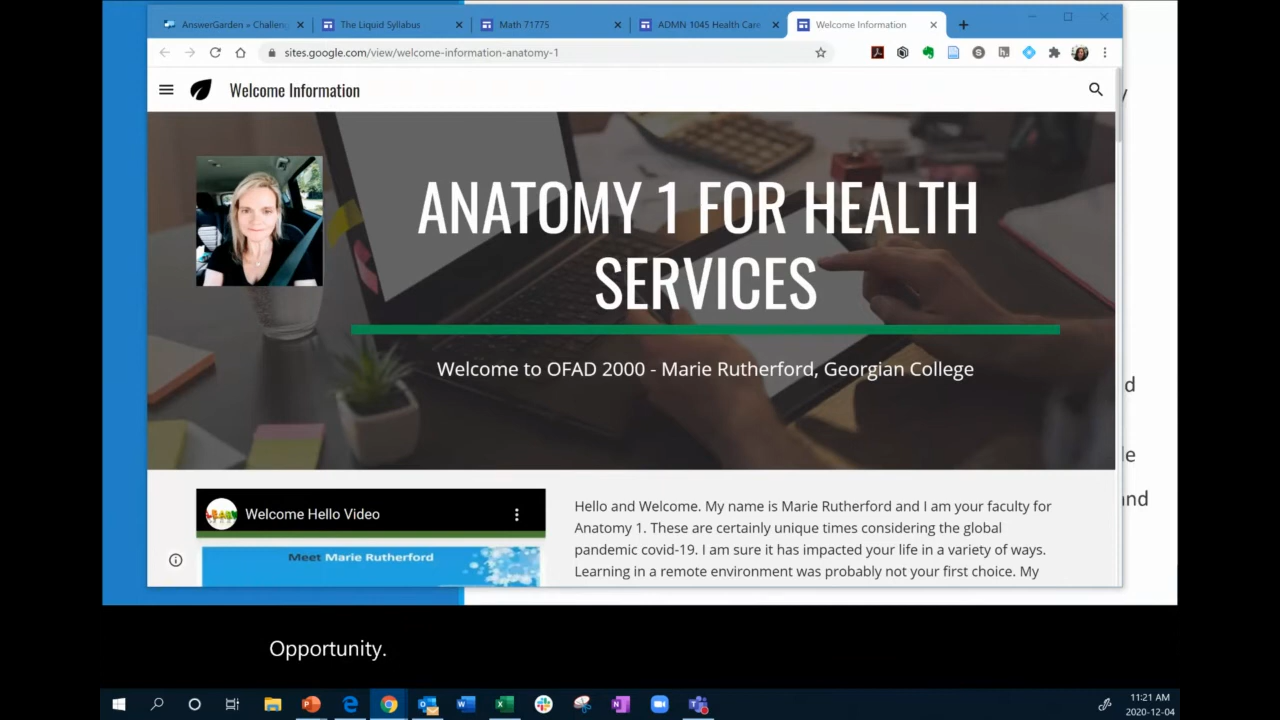 AnswerGarden » Challen
The Liquid Syllabus
Math 71775
ADMN 1045 Health Care
Welcome Information
sites.google.com/view/welcome-information-anatomy-1
Welcome Information
ANATOMY 1 FOR HEALTH
SERVICES
Welcome to OFAD 2000 - Marie Rutherford, Georgian College
Welcome Hello Video
Meet Marie Rutherford
Hello and Welcome. My name is Marie Rutherford and I am your faculty for
Anatomy 1. These are certainly unique times considering the global
pandemic covid-19. I am sure it has impacted your life in a variety of ways.
Learning in a remote environment was probably not your first choice. My
y
d
le
and
Opportunity.
11:21 AM
2020-12-04